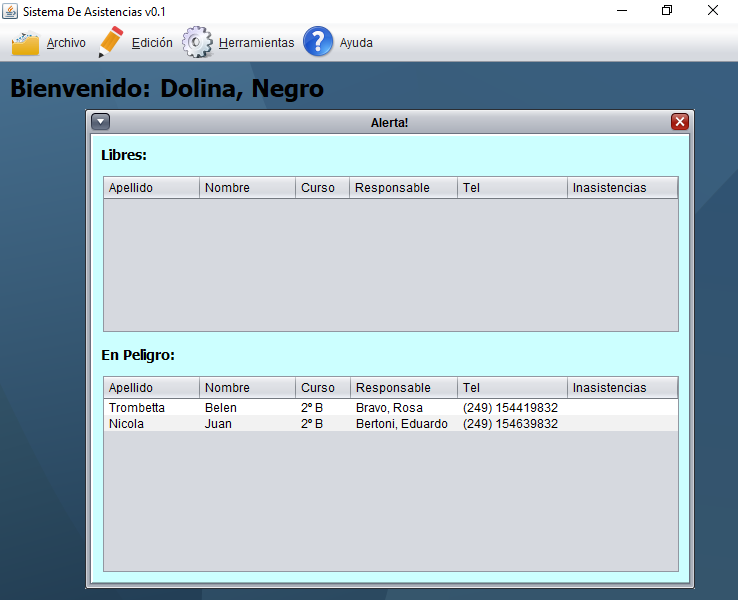 Sistema De Asistencias v0.1
Archivo Edición Herramientas ? Ayuda
Bienvenido: Dolina, Negro
Alerta!
Libres:
Apellido Nombre Curso Responsable Tel Inasistencias
En Peligro:
Apellido Nombre Curso Responsable Tel Inasistencias
Trombetta Belen 2º B Bravo, Rosa (249) 154419832
Nicola Juan 2º B Bertoni, Eduardo (249) 154639832